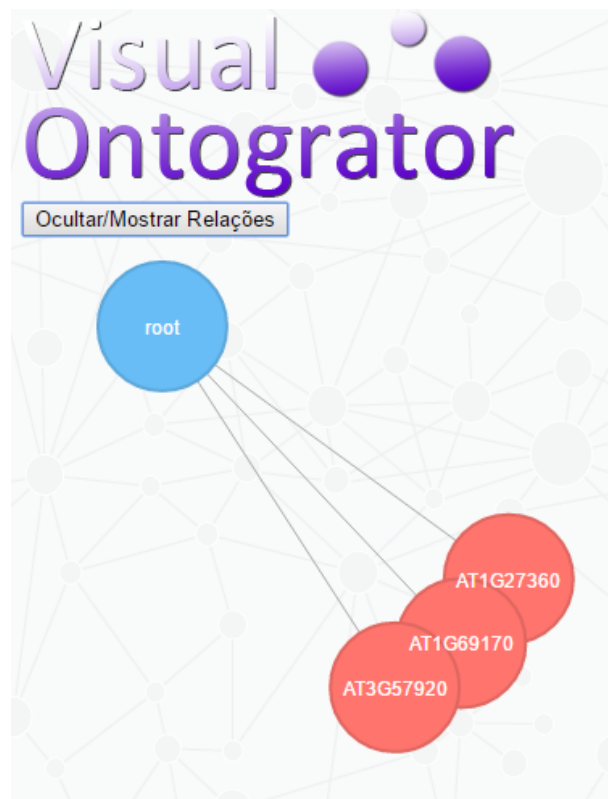 Visual
Ontogrator
Ocultar/Mostrar Relações
root
AT1G27360
AT1G69170
AT3G57920